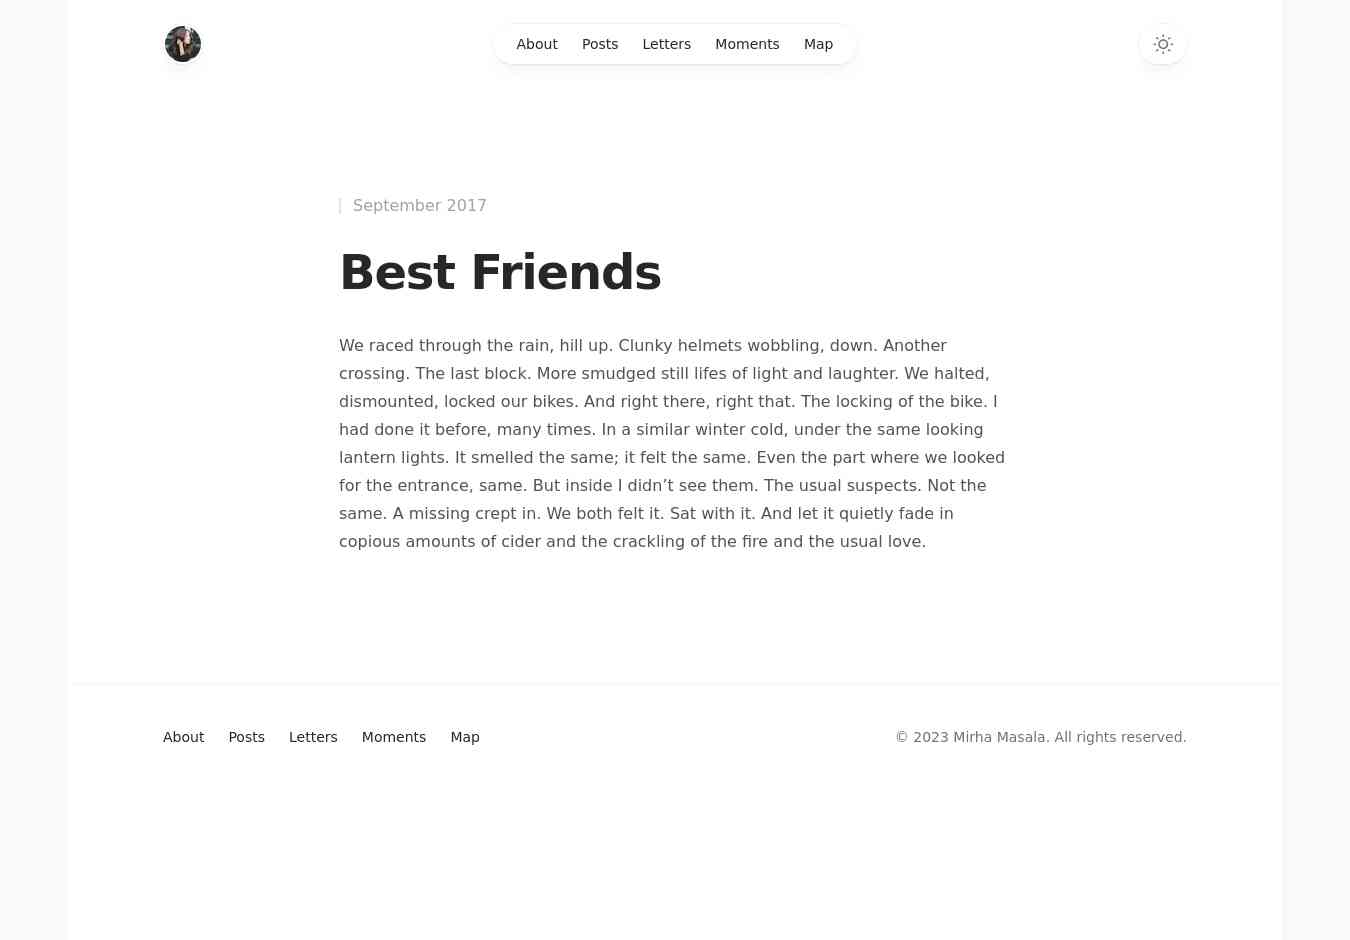 About Posts Letters Moments Map
September 2017
Best Friends
We raced through the rain, hill up. Clunky helmets wobbling, down. Another
crossing. The last block. More smudged still lifes of light and laughter. We halted,
dismounted, locked our bikes. And right there, right that. The locking of the bike. I
had done it before, many times. In a similar winter cold, under the same looking
lantern lights. It smelled the same; it felt the same. Even the part where we looked
for the entrance, same. But inside I didn’t see them. The usual suspects. Not the
same. A missing crept in. We both felt it. Sat with it. And let it quietly fade in
copious amounts of cider and the crackling of the fire and the usual love.
About Posts Letters Moments Map
© 2023 Mirha Masala. All rights reserved.